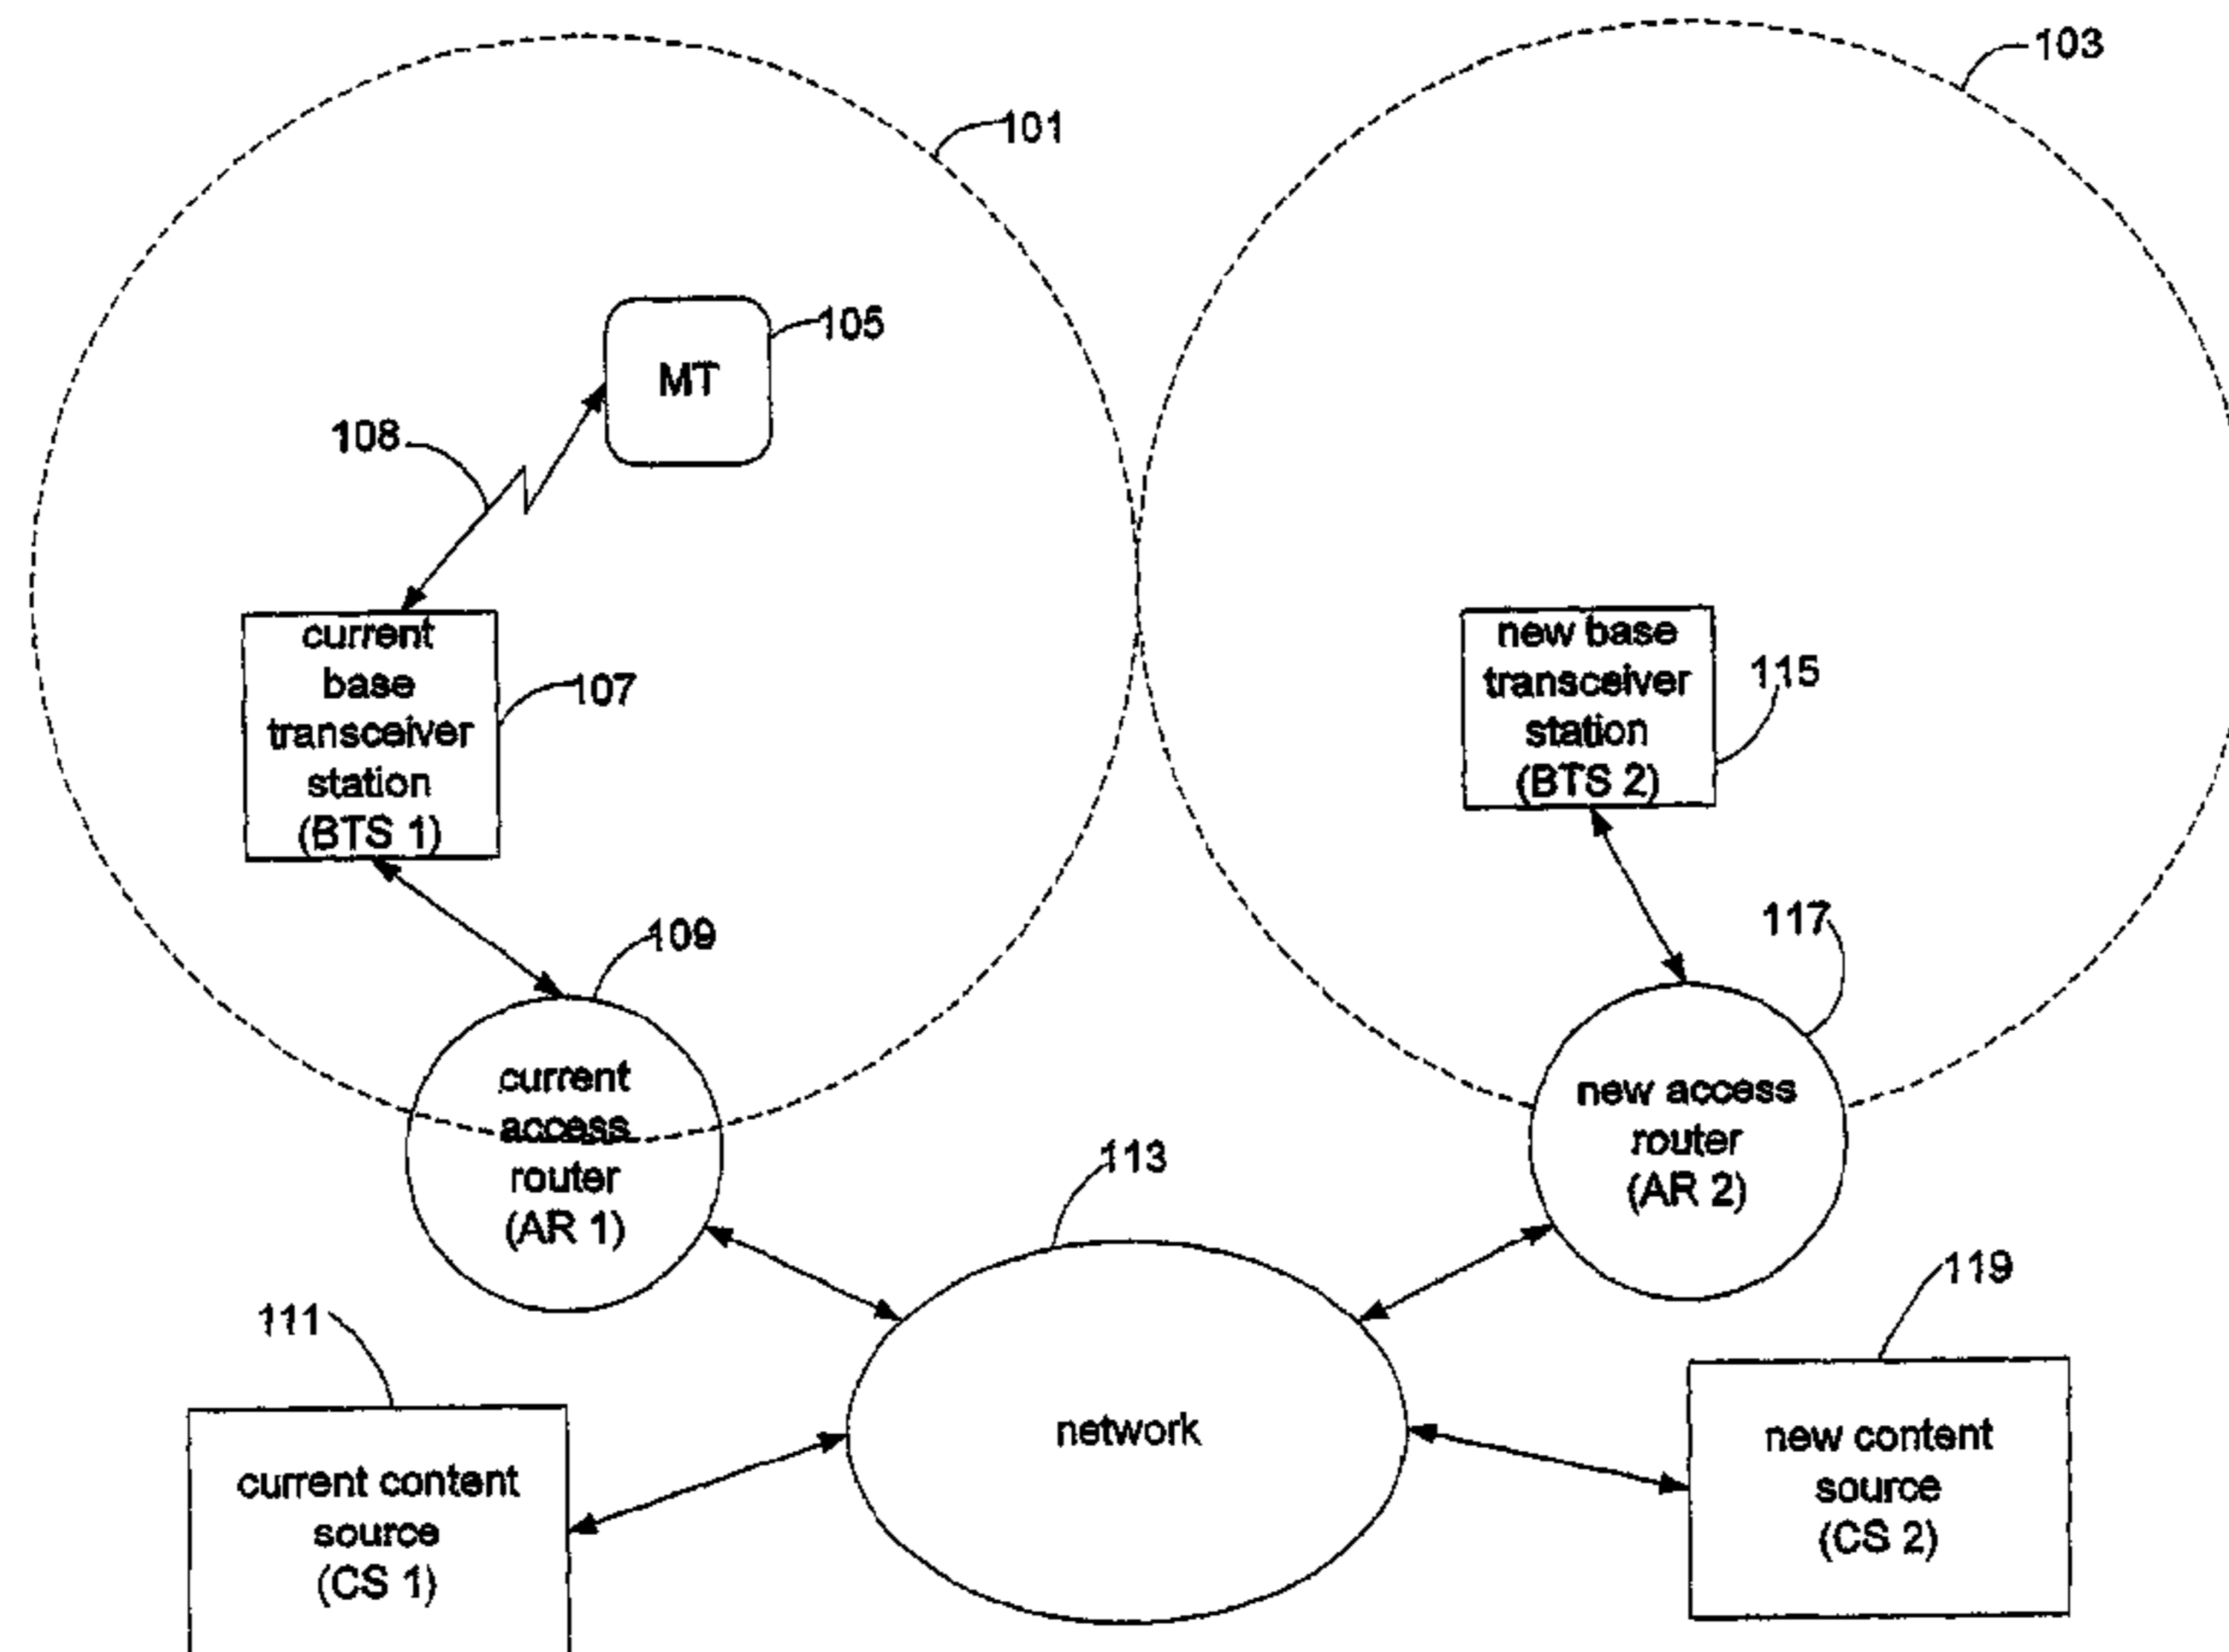 103
101
105
MT
108
current
base
transceiver
station
(BTS 1)
107
new base
transceiver
station
(BTS 2)
115
109
current
access
router
(AR 1)
117
new access
router
(AR 2)
113
network
111
current content
source
(CS 1)
119
new content
source
(CS 2)